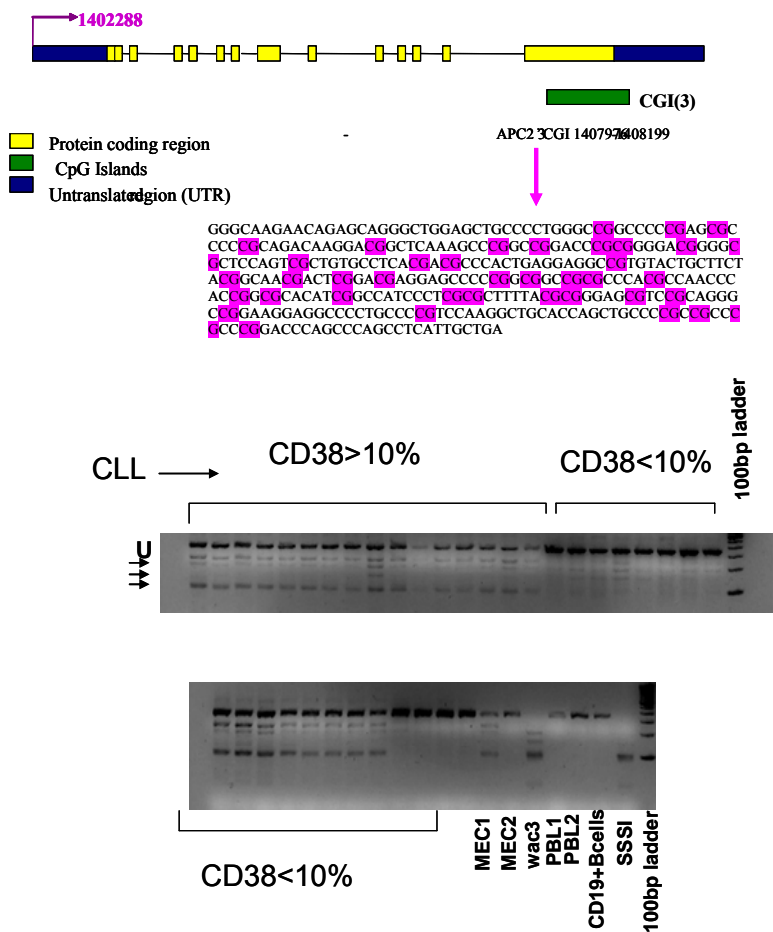 1402288
CGI(3)
APC2 3' CGI 1407976-1408199
Protein coding region
CpG Islands
Untranslated region (UTR)
GGGCAAGAACAGAGCAGGGCTGGAGCTGCCCCTGGGCCGGCCCCCGAGCGC
CCCCGCAGACAAGGACGGCTCAAAGCCCGGCCGGACCCGCGGGGACGGGGC
GCTCCAGTCGCTGTGCCTCACGACGCCCACTGAGGAGGCCGTGTACTGCTTCT
ACGGCAACGACTCGGACGAGGAGCCCCCGGCGGCCGCGCCCACGCCAACCC
ACCGGCGCACATCGGCCATCCCTCGCGCTTTTACGCGGGAGCGTCCGCAGGG
CCGGAAGGAGGCCCCTGCCCCGTCCAAGGCTGCACCAGCTGCCCCGCCGCCC
GCCCGGACCCAGCCCAGCCTCATTGCTGA
CLL
CD38>10%
CD38<10%
100bp ladder
U
CD38<10%
MEC1
MEC2
wac3
PBL1
PBL2
CD19+Bcells
SSSI
100bp ladder